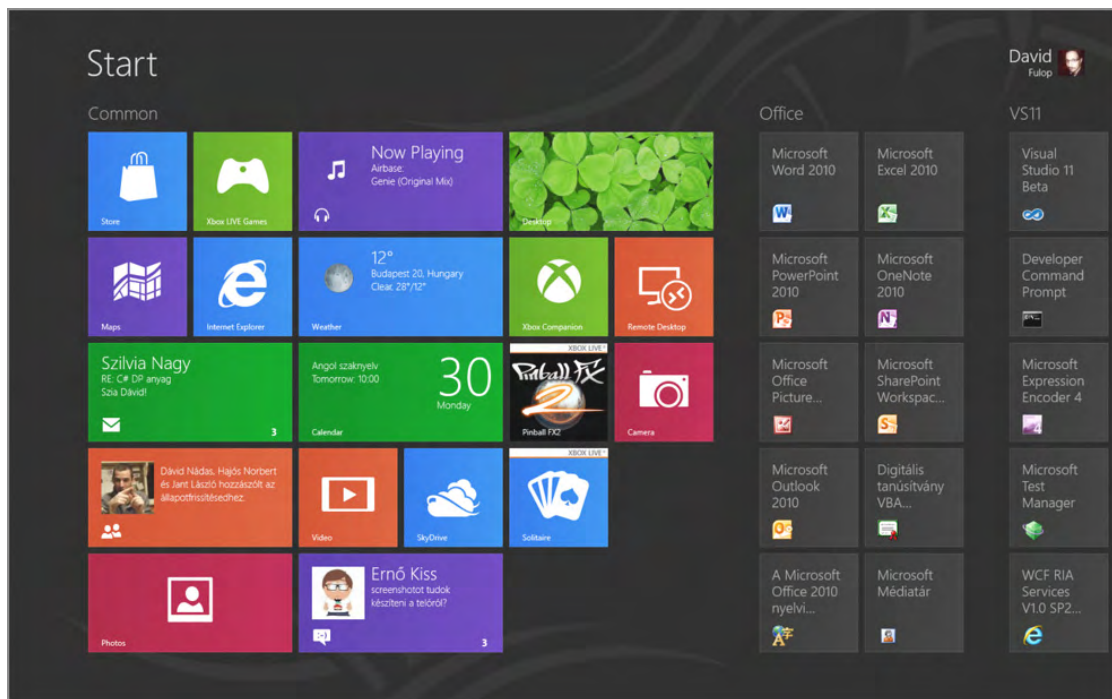 Start
David
Fulop
Common
Store
Xbox LIVE Games
Now Playing
Airbase:
Genie (Original Mix)
Desktop
Maps
Internet Explorer
12°
Budapest 20, Hungary
Clear, 28°/12°
Weather
Xbox Companion
Remote Desktop
Szilvia Nagy
RE: C# DP anyag
Szia Dávid!
3
Angol szaknyelv
Tomorrow: 10:00
30
Monday
Calendar
XBOX LIVE
Pinball FX
2
Pinball FX2
Camera
Dávid Nádas, Hajós Norbert
és Jant László hozzászólt az
állapotfrissítésedhez.
Video
SkyDrive
XBOX LIVE
Solitaire
Photos
Ernő Kiss
screenshotot tudok
készíteni a telóról?
:-)
3
Office
Microsoft
Word 2010
W
Microsoft
Excel 2010
X
Microsoft
PowerPoint
2010
P
Microsoft
OneNote
2010
N
Microsoft
Office
Picture...
Microsoft
SharePoint
Workspac...
S
Microsoft
Outlook
2010
O
Digitális
tanúsítvány
VBA...
A Microsoft
Office 2010
nyelvi...
A字
Microsoft
Médiatár
VS11
Visual
Studio 11
Beta
Developer
Command
Prompt
Microsoft
Expression
Encoder 4
4
Microsoft
Test
Manager
WCF RIA
Services
V1.0 SP2...